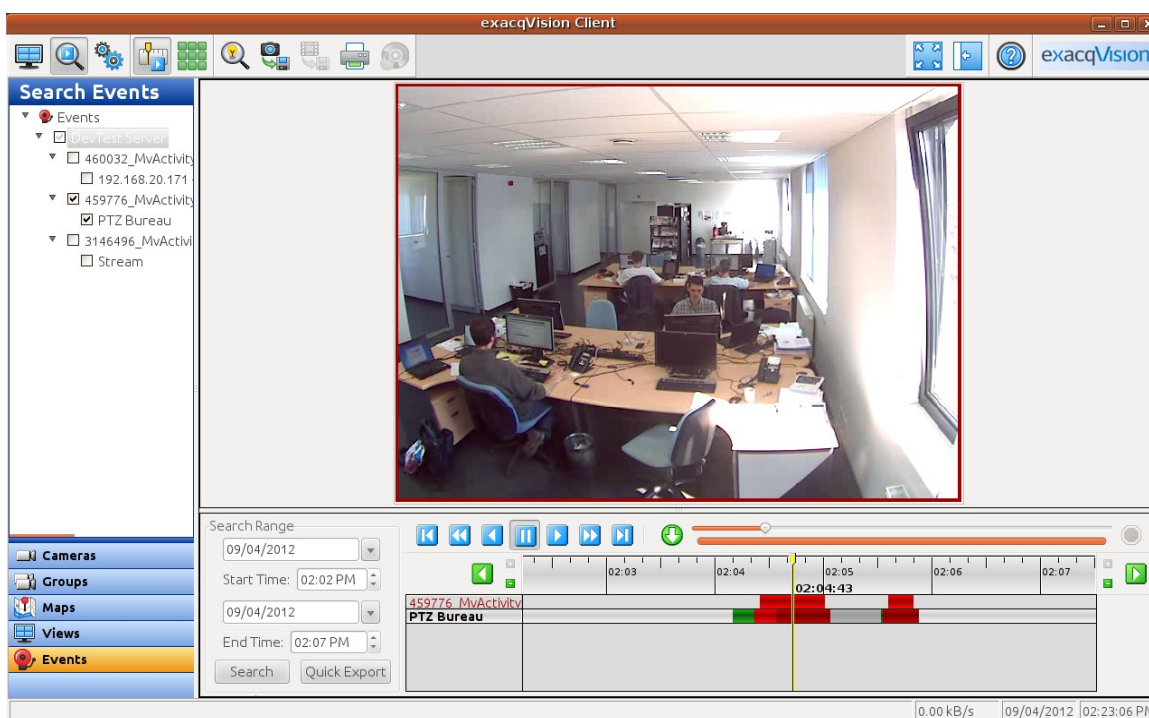 exacqVision Client
exacqVision
Search Events
Events
DevTest Server
460032_MvActivity
192.168.20.171
459776_MvActivity
PTZ Bureau
3146496_MvActivi
Stream
Cameras
Groups
Maps
Views
Events
Search Range
09/04/2012
Start Time: 02:02 PM
09/04/2012
End Time: 02:07 PM
Search Quick Export
02:03 02:04 02:05 02:06 02:07
02:04:43
459776_MvActivity
PTZ Bureau
0.00 kB/s 09/04/2012 02:23:06 PM